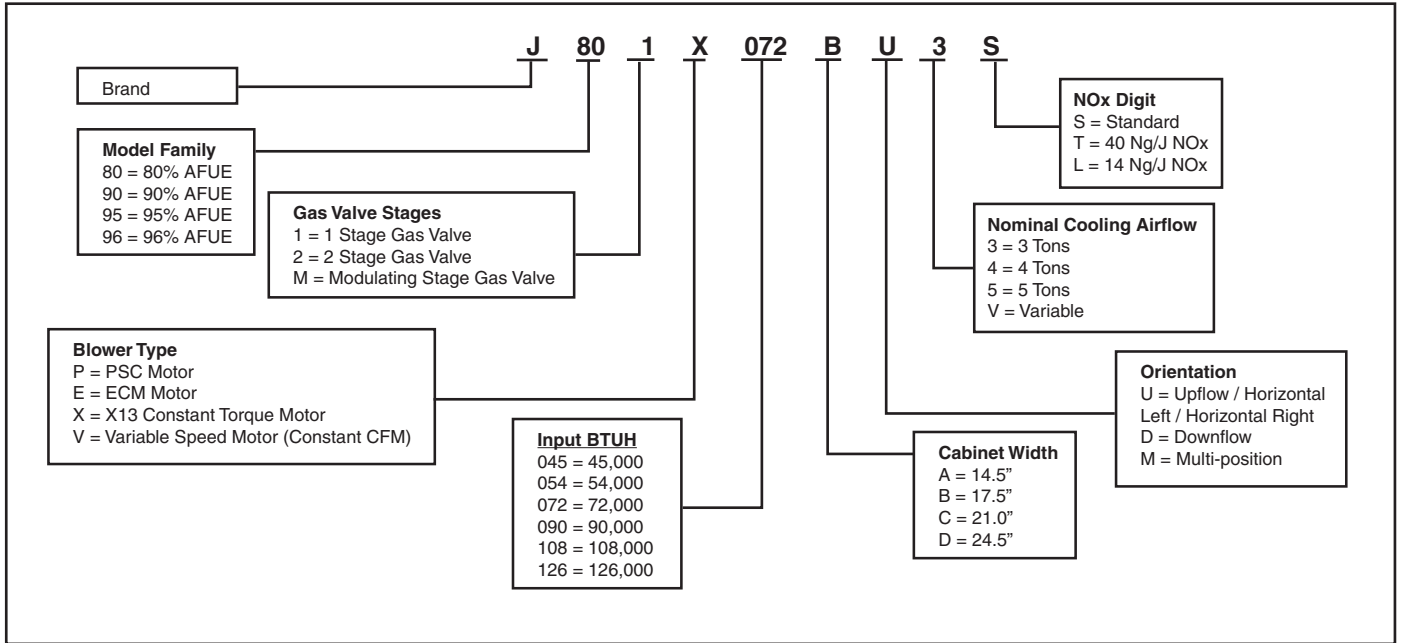 J 80 1 X 072 B U 3 S
Brand
Model Family
80 = 80% AFUE
90 = 90% AFUE
95 = 95% AFUE
96 = 96% AFUE
Gas Valve Stages
1 = 1 Stage Gas Valve
2 = 2 Stage Gas Valve
M = Modulating Stage Gas Valve
Blower Type
P = PSC Motor
E = ECM Motor
X = X13 Constant Torque Motor
V = Variable Speed Motor (Constant CFM)
Input BTUH
045 = 45,000
054 = 54,000
072 = 72,000
090 = 90,000
108 = 108,000
126 = 126,000
Cabinet Width
A = 14.5”
B = 17.5”
C = 21.0”
D = 24.5”
Orientation
U = Upflow / Horizontal
Left / Horizontal Right
D = Downflow
M = Multi-position
Nominal Cooling Airflow
3 = 3 Tons
4 = 4 Tons
5 = 5 Tons
V = Variable
NOx Digit
S = Standard
T = 40 Ng/J NOx
L = 14 Ng/J NOx